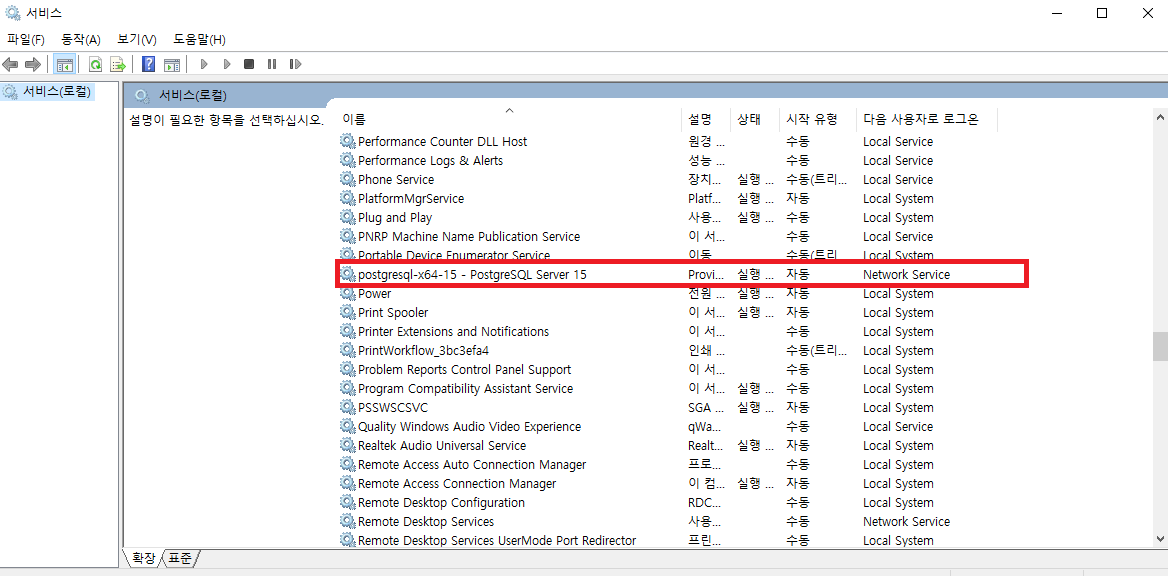 서비스
파일(F) 동작(A) 보기(V) 도움말(H)
서비스(로컬)
서비스(로컬)
설명이 필요한 항목을 선택하십시오.
이름 설명 상태 시작 유형 다음 사용자로 로그온
Performance Counter DLL Host 원경 ... 수동 Local Service
Performance Logs & Alerts 성능 ... 수동 Local Service
Phone Service 장치... 실행 ... 수동(트리... Local Service
PlatformMgrService Platf... 실행 ... 자동 Local System
Plug and Play 사용... 실행 ... 수동 Local System
PNRP Machine Name Publication Service 이 서... 수동 Local Service
Portable Device Enumerator Service 이동 수동(트리 Local System
postgresql-x64-15 - PostgreSQL Server 15 Provi... 실행 ... 자동 Network Service
Power 전원 ... 실행 ... 자동 Local System
Print Spooler 이 서... 실행 ... 자동 Local System
Printer Extensions and Notifications 이 서... 수동 Local System
PrintWorkflow_3bc3efa4 인쇄 ... 수동(트리... Local System
Problem Reports Control Panel Support 이 서... 수동 Local System
Program Compatibility Assistant Service 이 서... 실행 ... 수동 Local System
PSSWSCSVC SGA ... 실행 ... 자동 Local System
Quality Windows Audio Video Experience qWa... 수동 Local Service
Realtek Audio Universal Service Realt... 실행 ... 자동 Local System
Remote Access Auto Connection Manager 프로... 수동 Local System
Remote Access Connection Manager 이 컴... 실행 ... 자동 Local System
Remote Desktop Configuration RDC... 수동 Local System
Remote Desktop Services 사용... 수동 Network Service
Remote Desktop Services UserMode Port Redirector 프린... 수동 Local System
확장 표준